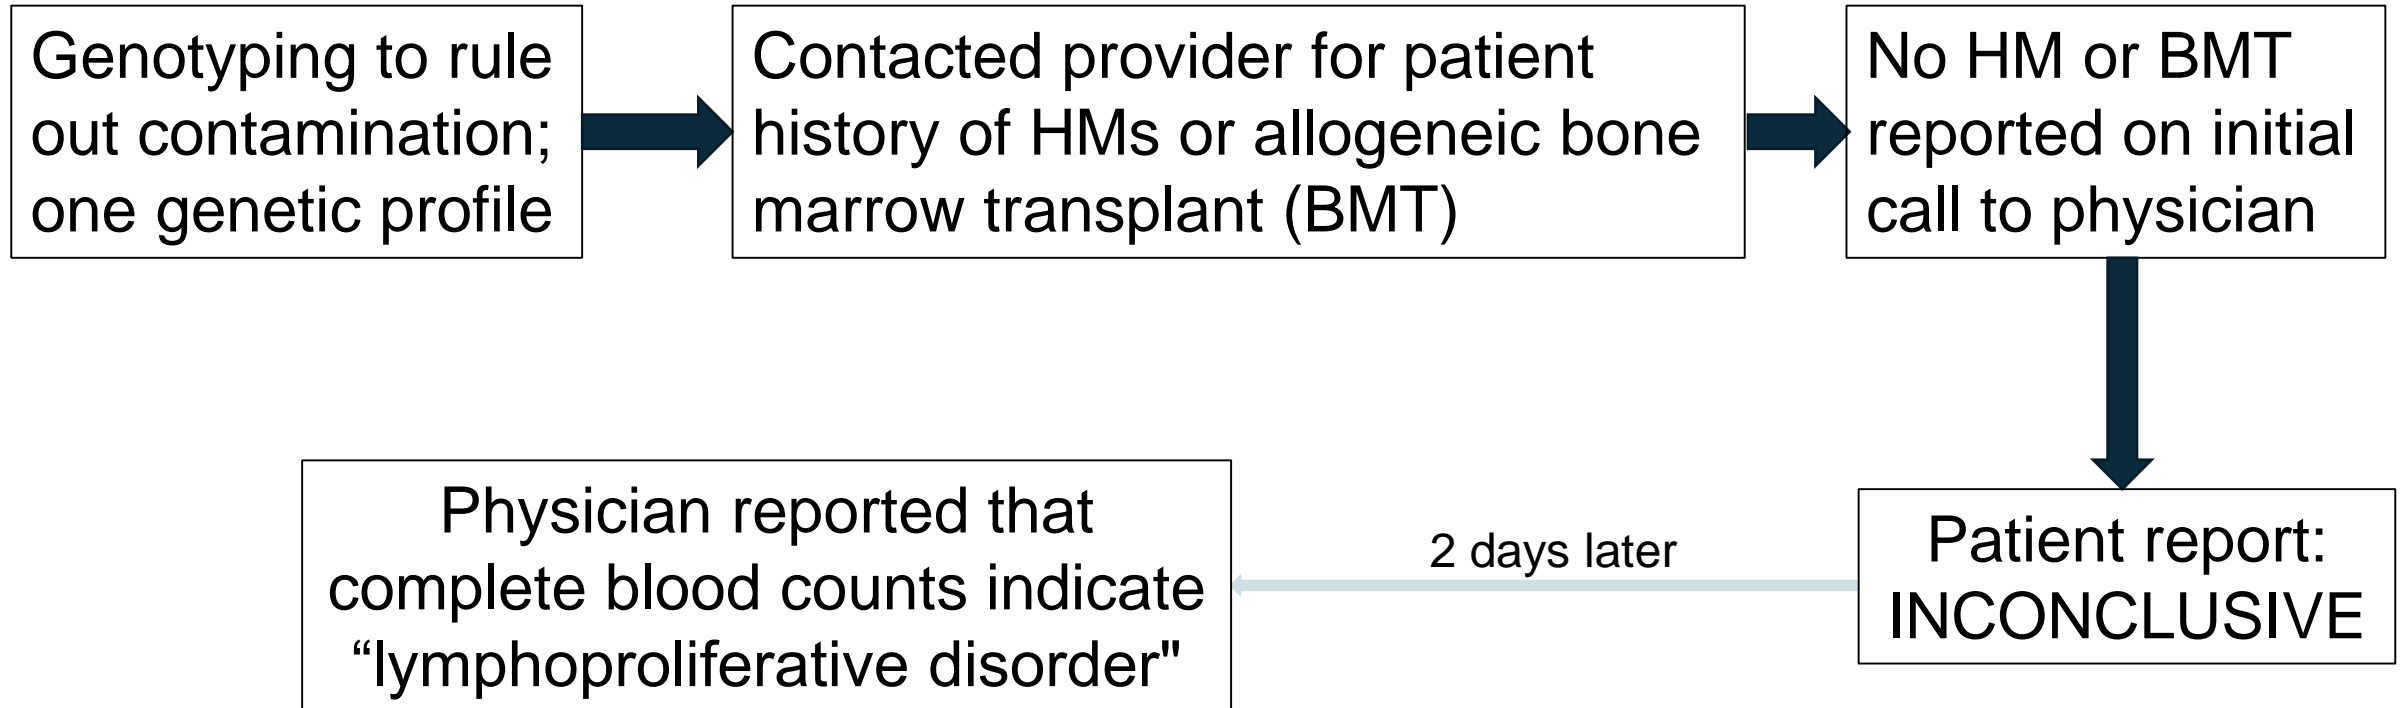 Genotyping to rule
out contamination;
one genetic profile
Contacted provider for patient
history of HMs or allogeneic bone
marrow transplant (BMT)
No HM or BMT
reported on initial
call to physician
Patient report:
INCONCLUSIVE
2 days later
Physician reported that
complete blood counts indicate
“lymphoproliferative disorder"